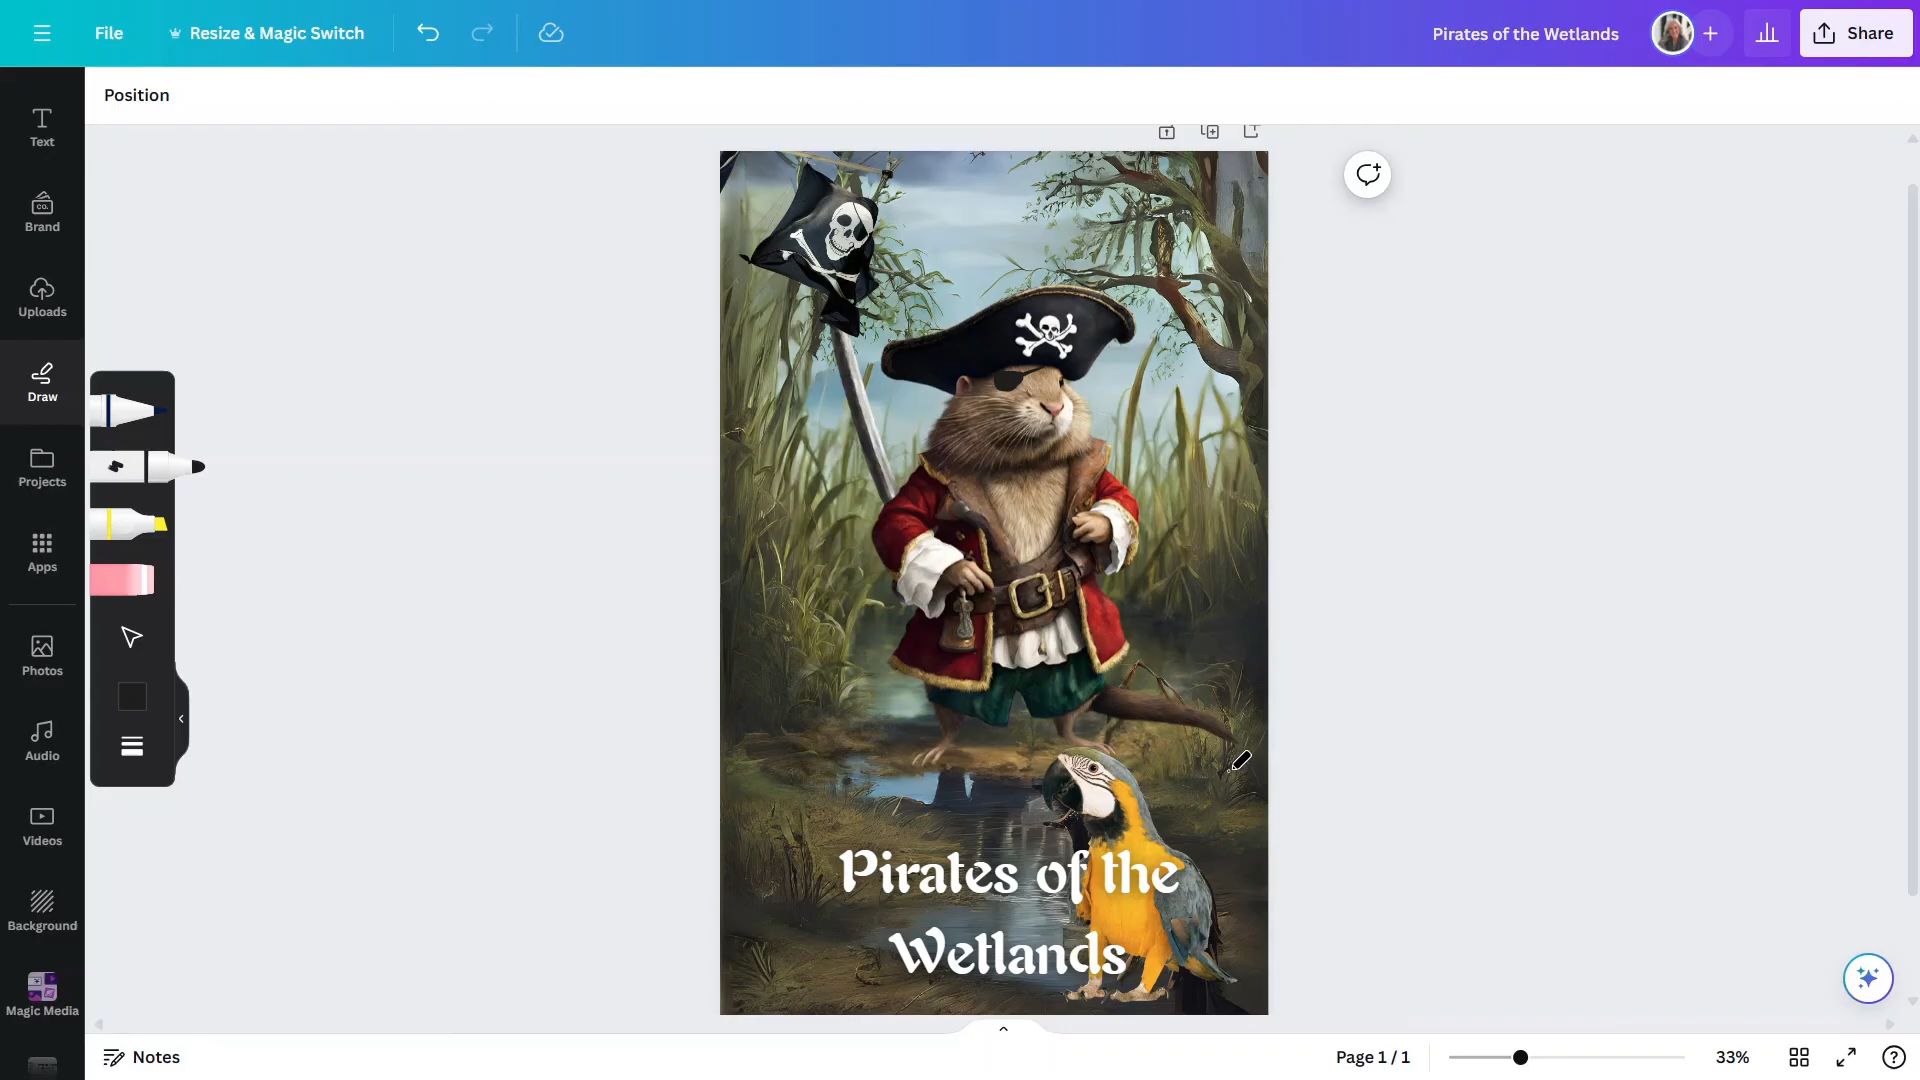 File
Resize & Magic Switch
Pirates of the Wetlands
Share
Position
Text
Brand
Uploads
Draw
Projects
Apps
Photos
Audio
Videos
Background
Magic Media
CO.
Pirates of the
Wetlands
Notes
Page 1 / 1
33%